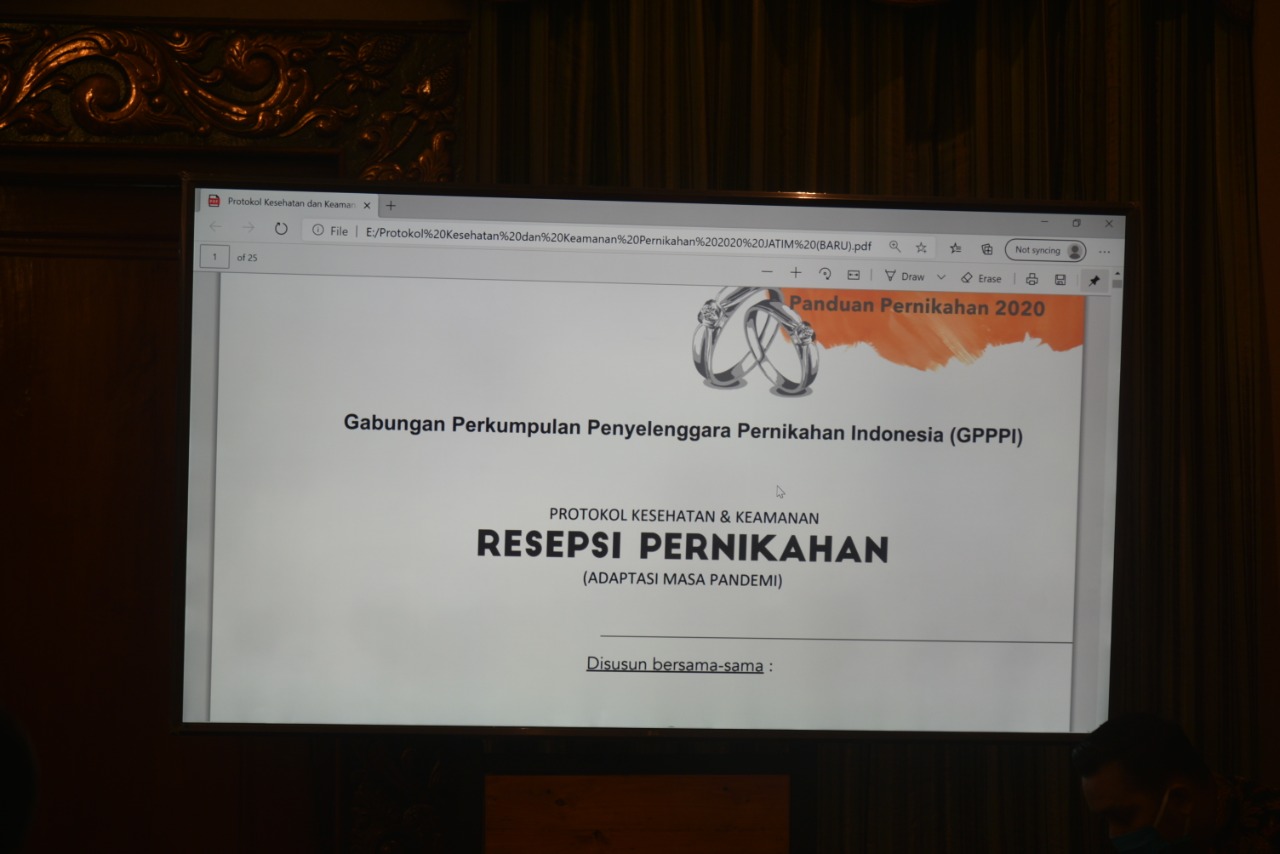 Protokol Kesehatan dan Keaman
File | E:/Protokol%20Kesehatan%20dan%20Keamanan%20Pernikahan%202020%20JATIM%20(BARU).pdf
Not syncing
1 of 25
Draw
Erase
Panduan Pernikahan 2020
Gabungan Perkumpulan Penyelenggara Pernikahan Indonesia (GPPPI)
PROTOKOL KESEHATAN & KEAMANAN
RESEPSI PERNIKAHAN
(ADAPTASI MASA PANDEMI)
Disusun bersama-sama :